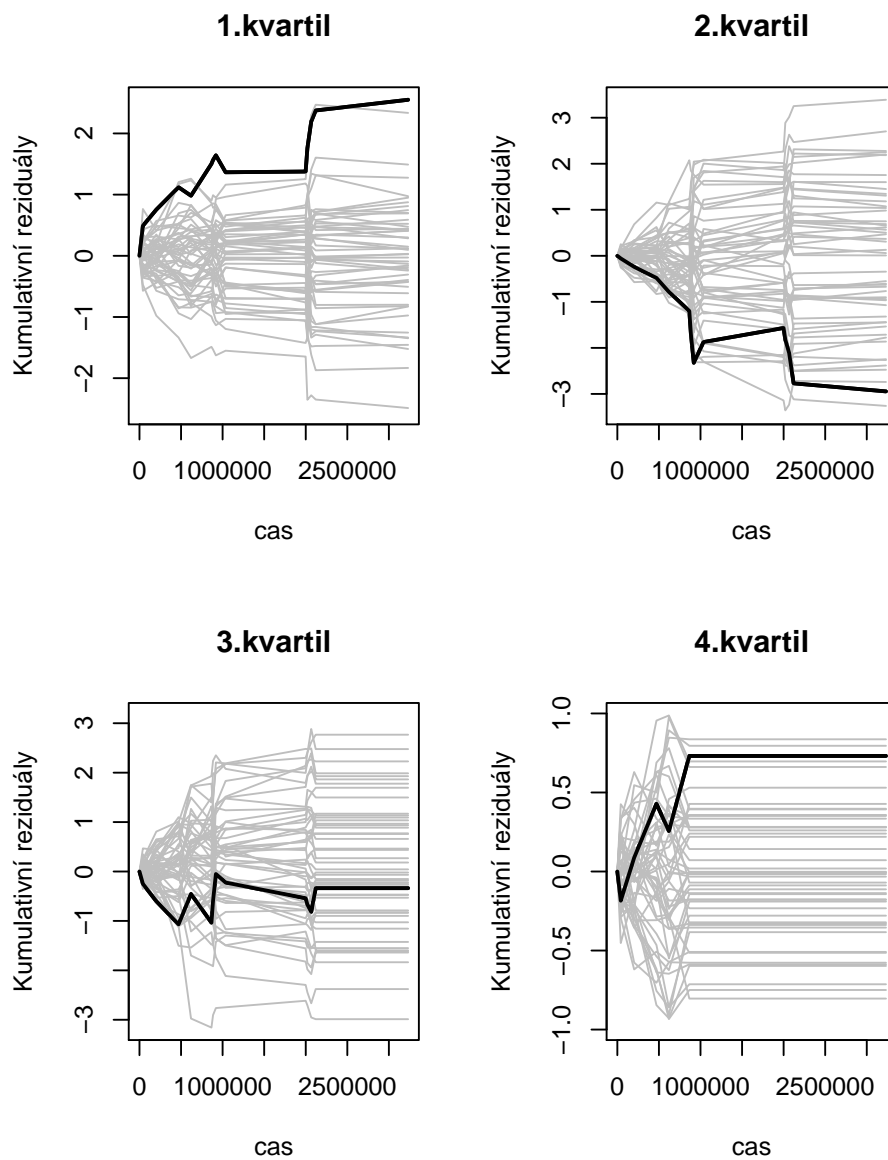 1.kvartil
Kumulativní reziduály
2
1
0
−1
−2
0
1000000
2500000
cas
2.kvartil
Kumulativní reziduály
3
2
1
0
−1
−3
0
1000000
2500000
cas
3.kvartil
Kumulativní reziduály
3
2
1
0
−1
−3
0
1000000
2500000
cas
4.kvartil
Kumulativní reziduály
1.0
0.5
0.0
−0.5
−1.0
0
1000000
2500000
cas